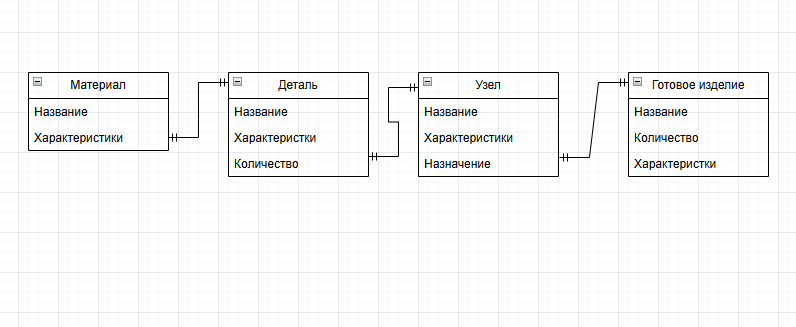 Материал
Название
Характеристики
Деталь
Название
Характеристки
Количество
Узел
Название
Характеристики
Назначение
Готовое изделие
Название
Количество
Характеристки